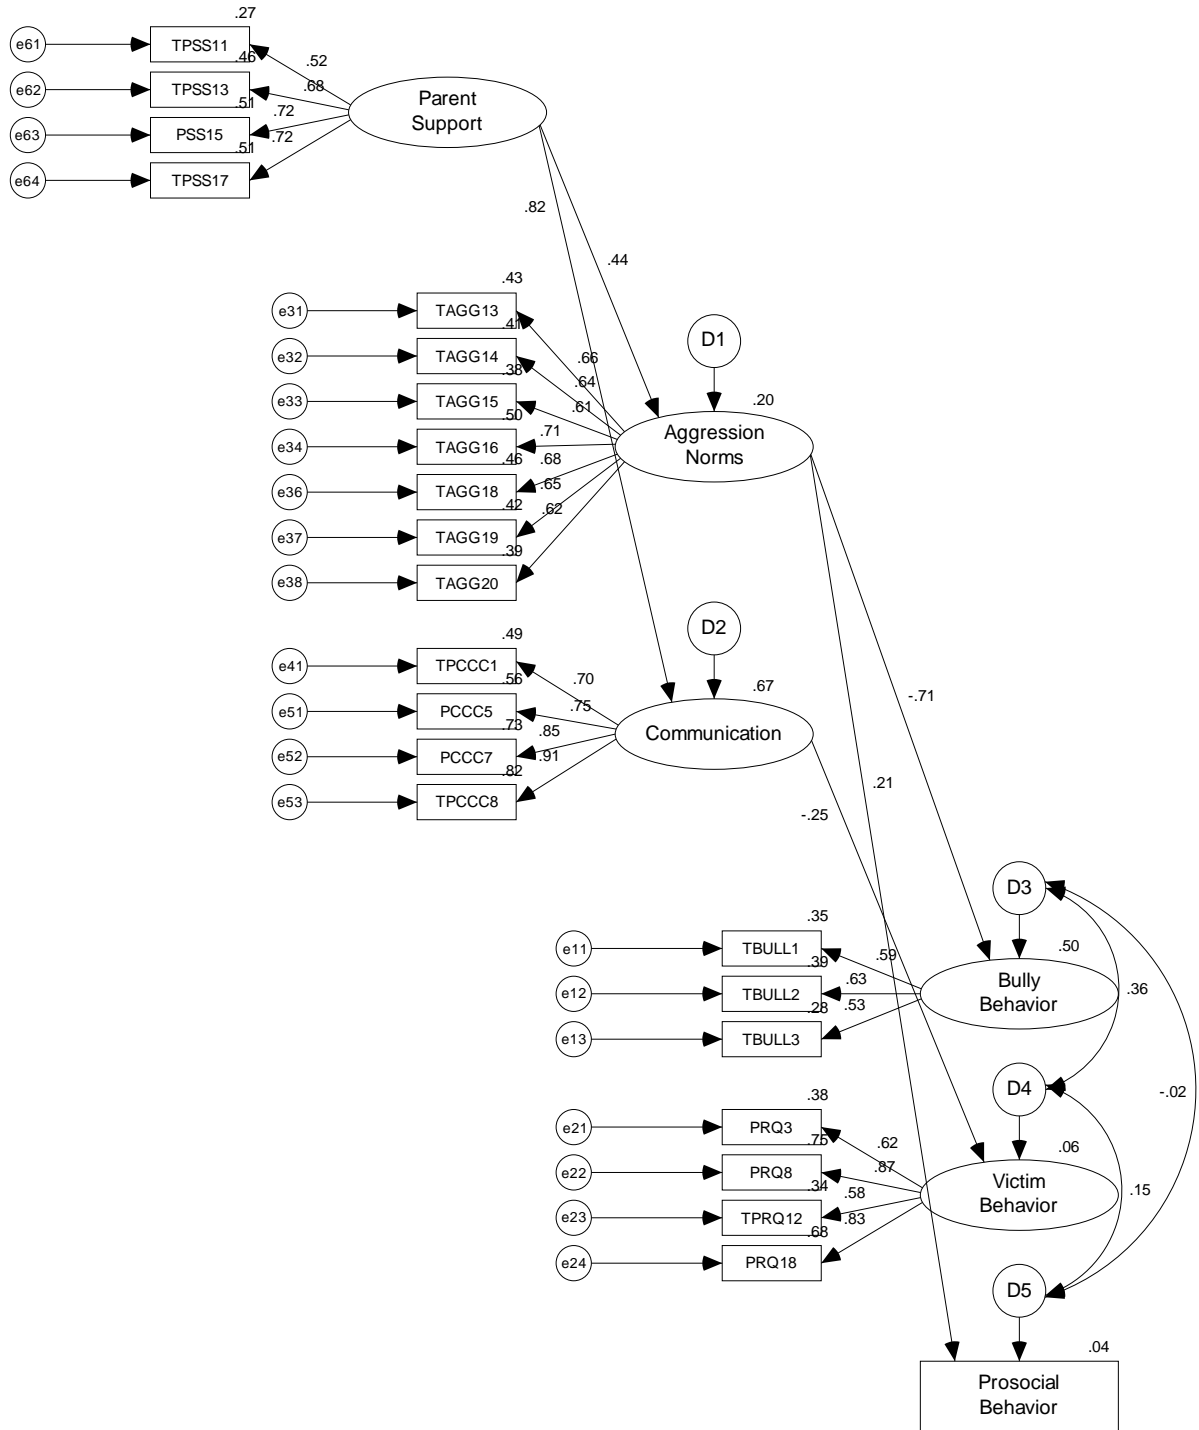 .27
e61
TPSS11
.52
.46
e62
TPSS13
.68
.51
e63
PSS15
.72
.51
e64
TPSS17
.72
Parent
Support
.82
.44
.43
e31
TAGG13
.66
.41
e32
TAGG14
.64
.38
e33
TAGG15
.61
.50
e34
TAGG16
.71
.46
e36
TAGG18
.68
.42
e37
TAGG19
.65
.39
e38
TAGG20
.62
D1
.20
Aggression
Norms
.49
e41
TPCCC1
.70
.56
e51
PCCC5
.75
.73
e52
PCCC7
.85
.82
e53
TPCCC8
.91
D2
.67
Communication
-.71
.21
-.25
.35
e11
TBULL1
.59
.39
e12
TBULL2
.63
.28
e13
TBULL3
.53
D3
.50
Bully
Behavior
.36
-.02
.38
e21
PRQ3
.62
.75
e22
PRQ8
.87
.34
e23
TPRQ12
.58
.68
e24
PRQ18
.83
D4
.06
Victim
Behavior
.15
D5
.04
Prosocial
Behavior